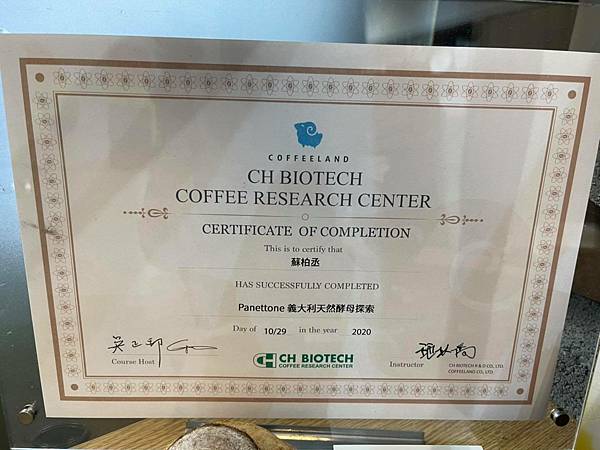 COFFEELAND
CH BIOTECH
COFFEE RESEARCH CENTER
CERTIFICATE OF COMPLETION
This is to certify that
蘇柏丞
HAS SUCCESSFULLY COMPLETED
Panettone 義大利天然酵母探索
Day of 10/29 in the year 2020
Course Host
CH BIOTECH
COFFEE RESEARCH CENTER
Instructor
CH BIOTECH R & D CO., LTD.
COFFEELAND CO., LTD.